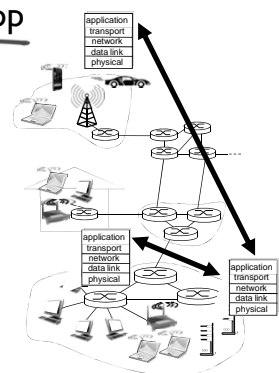 pp
application
transport
network
data link
physical
application
transport
network
data link
physical
application
transport
network
data link
physical